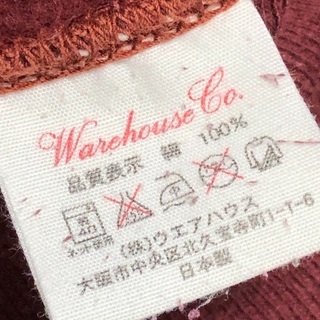 Warehouse Co.
品質表示 綿 100%
40
ネット使用
(株)ウエアハウス
大阪市中央区北久宝寺町1-1-6
日本製